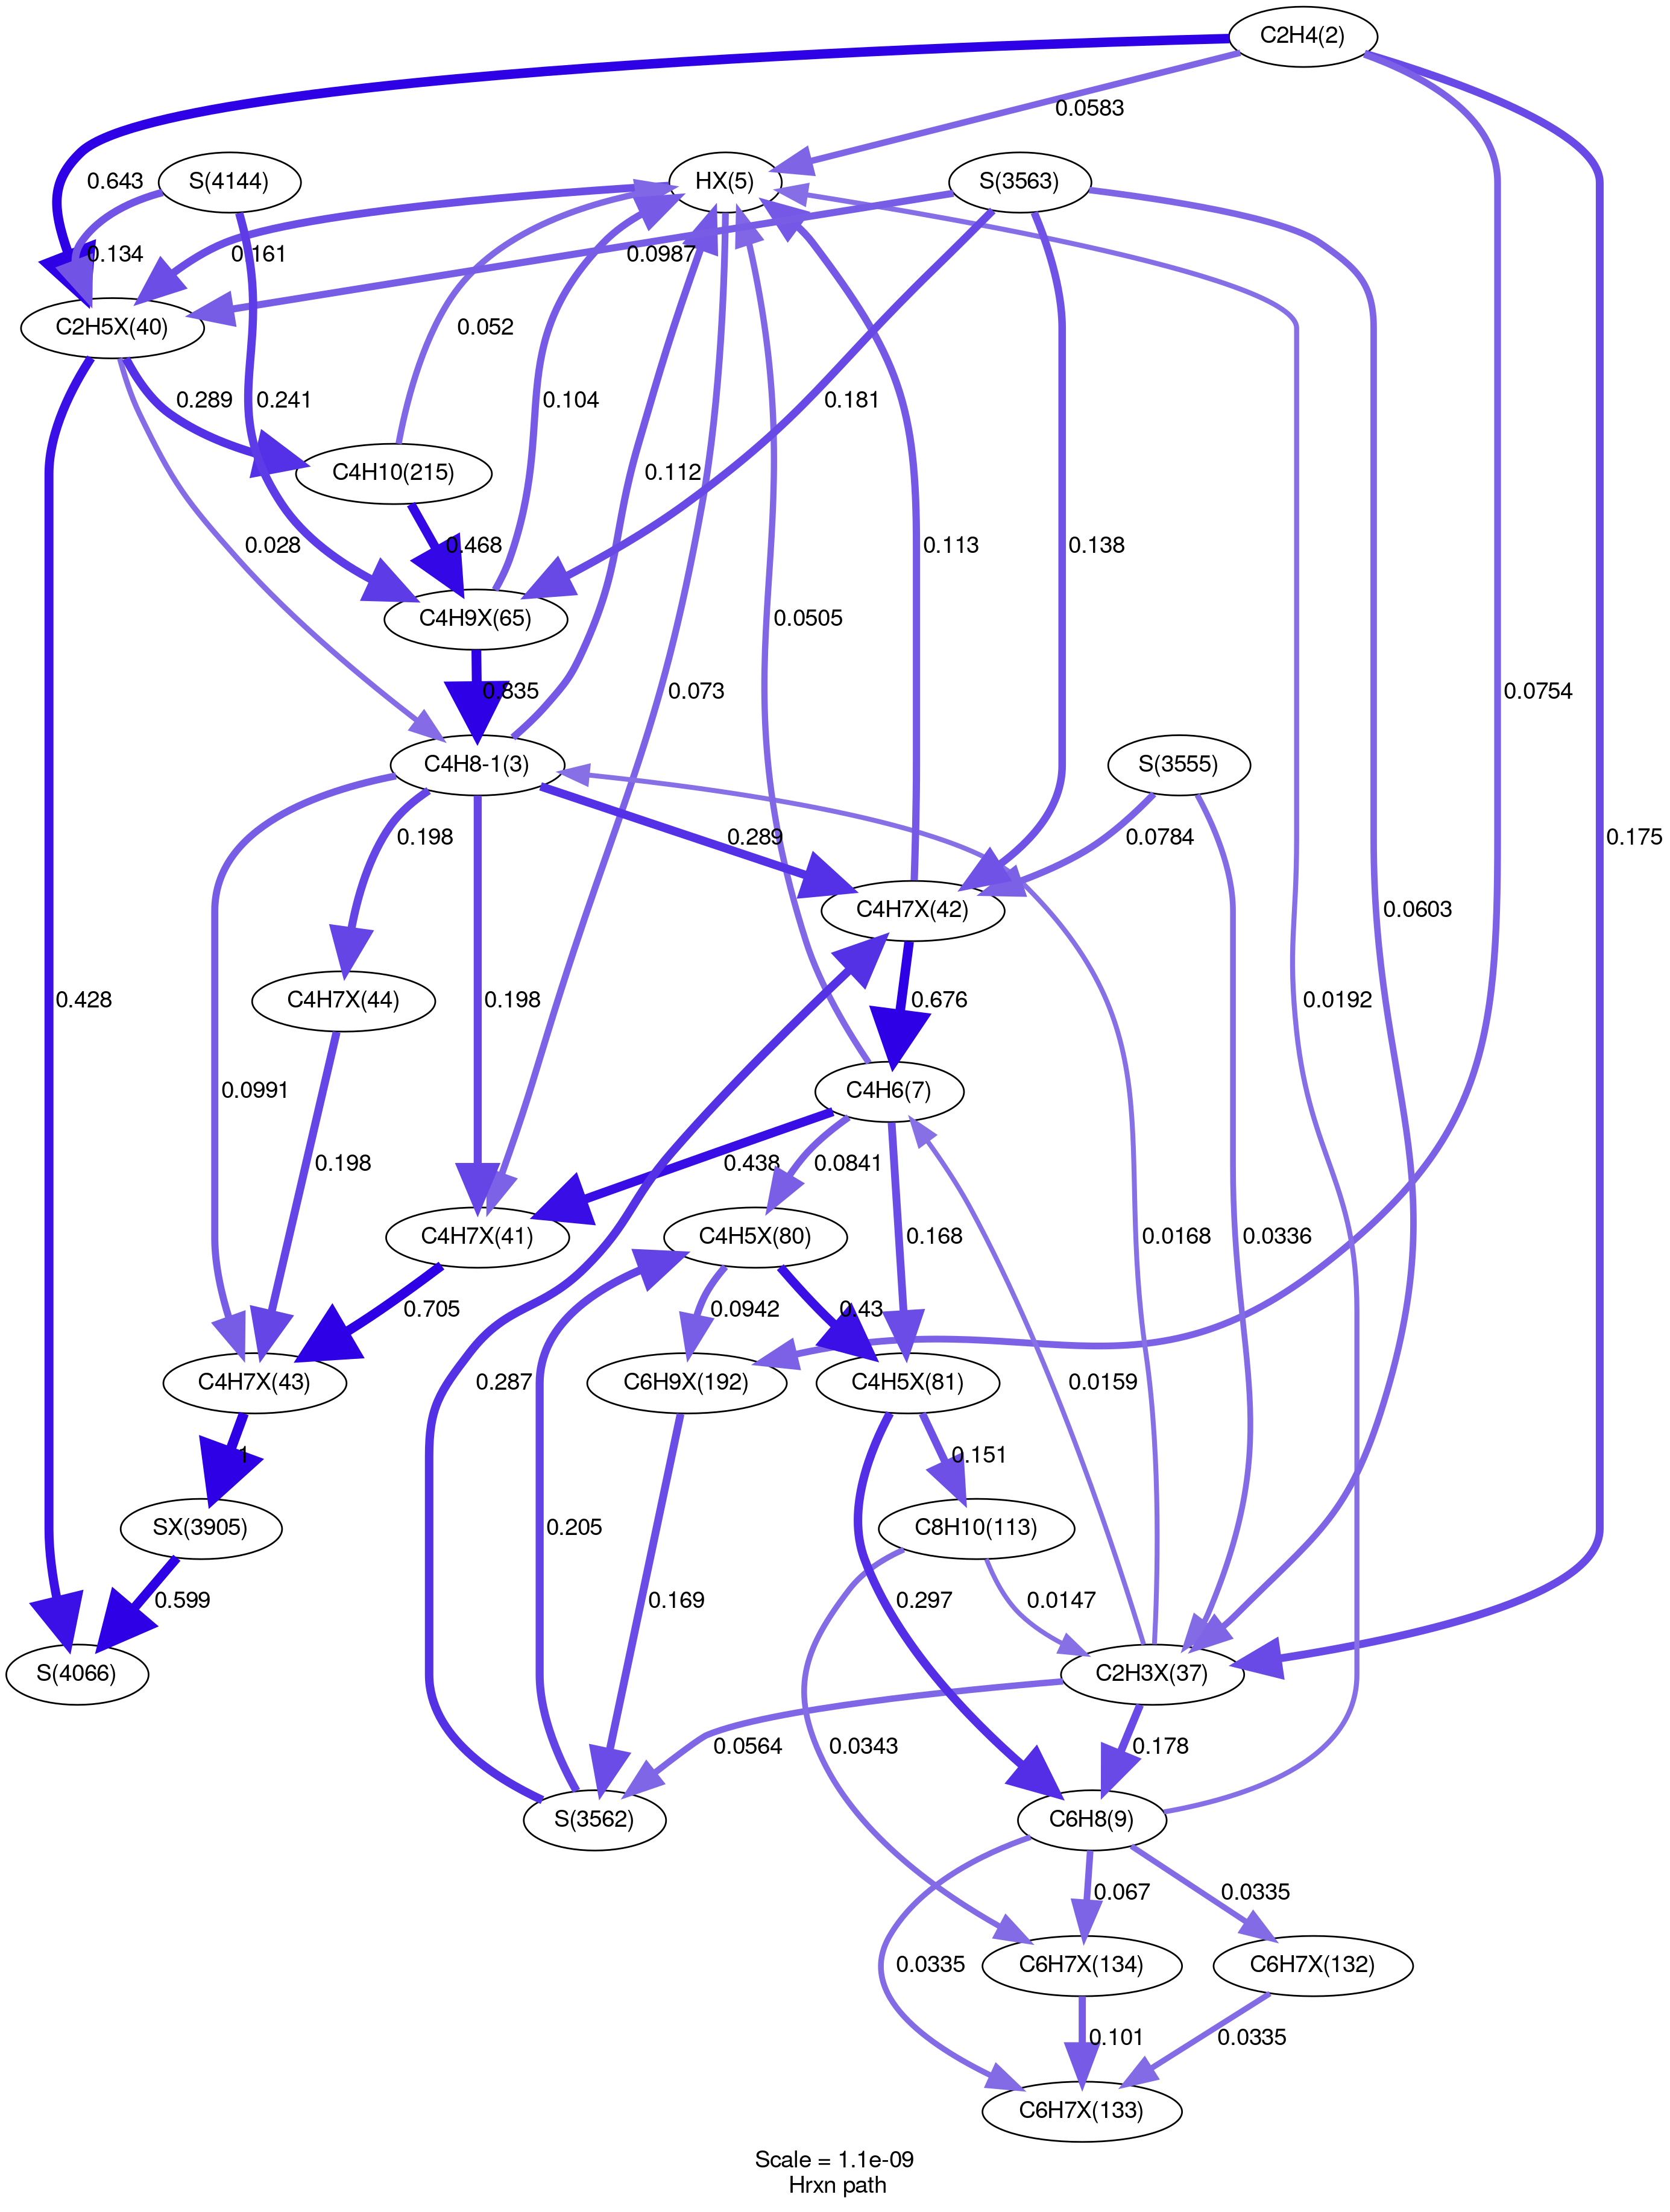 C2H4(2)
0.0583
0.643
S(4144)
HX(5)
S(3563)
0.134
0.161
0.0987
C2H5X(40)
0.052
0.289
0.241
0.104
0.181
C4H10(215)
0.112
0.028
0.468
0.113
0.138
C4H9X(65)
0.0505
0.073
0.835
0.0754
C4H8-1(3)
S(3555)
0.198
0.289
0.0784
0.175
C4H7X(42)
0.0603
0.428
C4H7X(44)
0.198
0.676
0.0192
0.0991
C4H6(7)
0.198
0.438
0.0841
C4H7X(41)
C4H5X(80)
0.168
0.0168
0.0336
0.705
0.0942
0.43
C4H7X(43)
C6H9X(192)
C4H5X(81)
0.287
0.0159
1
0.151
SX(3905)
0.205
C8H10(113)
0.599
0.169
0.297
0.0147
S(4066)
C2H3X(37)
0.0343
0.0564
0.178
S(3562)
C6H8(9)
0.067
0.0335
0.0335
C6H7X(134)
C6H7X(132)
0.101
0.0335
C6H7X(133)
Scale = 1.1e-09
Hrxn path